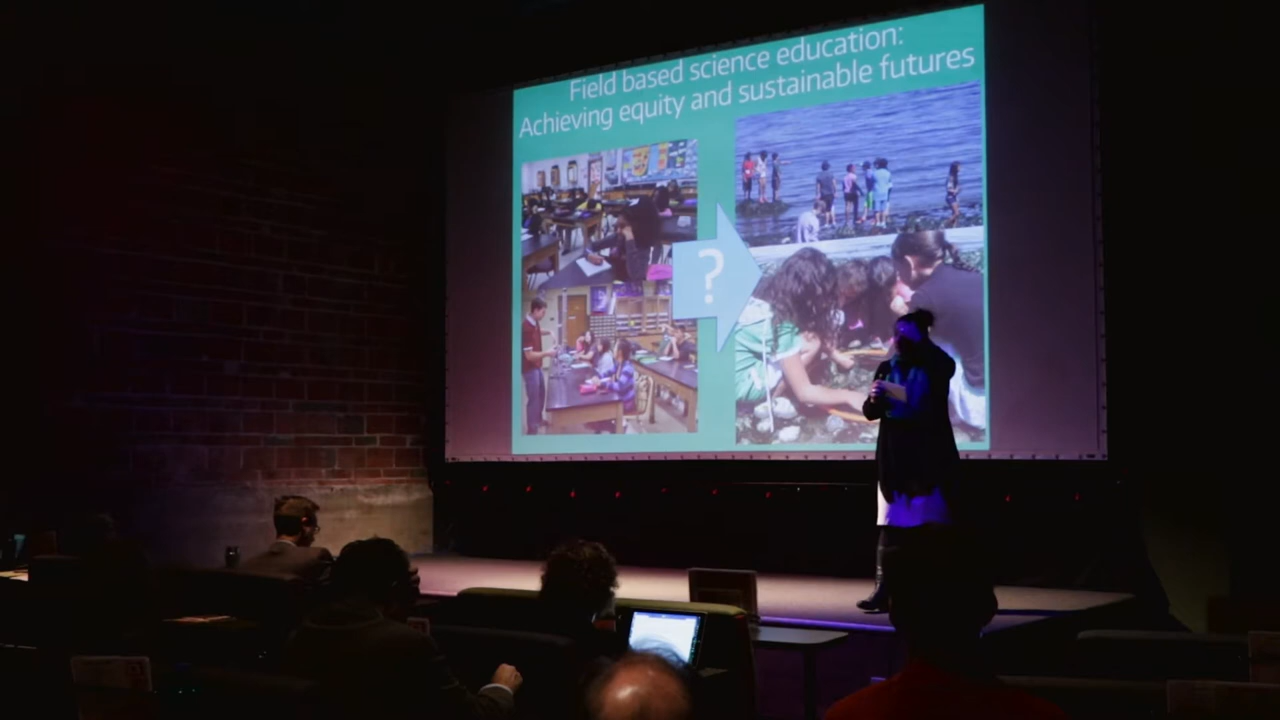 Field based science education:
Achieving equity and sustainable futures
?